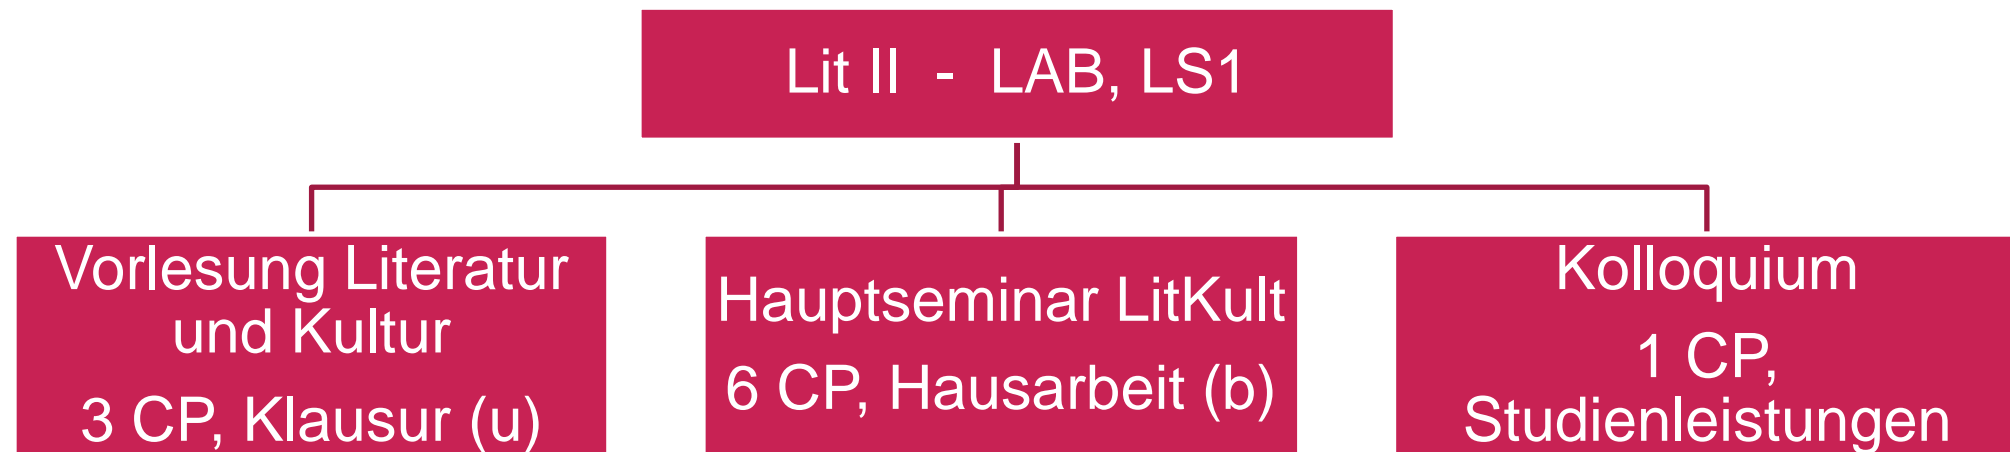 Lit II  -  LAB, LS1
Vorlesung Literatur
und Kultur
3 CP, Klausur (u)
Hauptseminar LitKult
6 CP, Hausarbeit (b)
Kolloquium
1 CP,
Studienleistungen